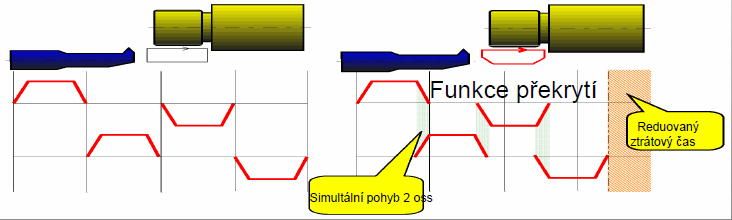 Funkce překrytí
Reduovaný
ztrátový čas
Simultální pohyb 2 oss